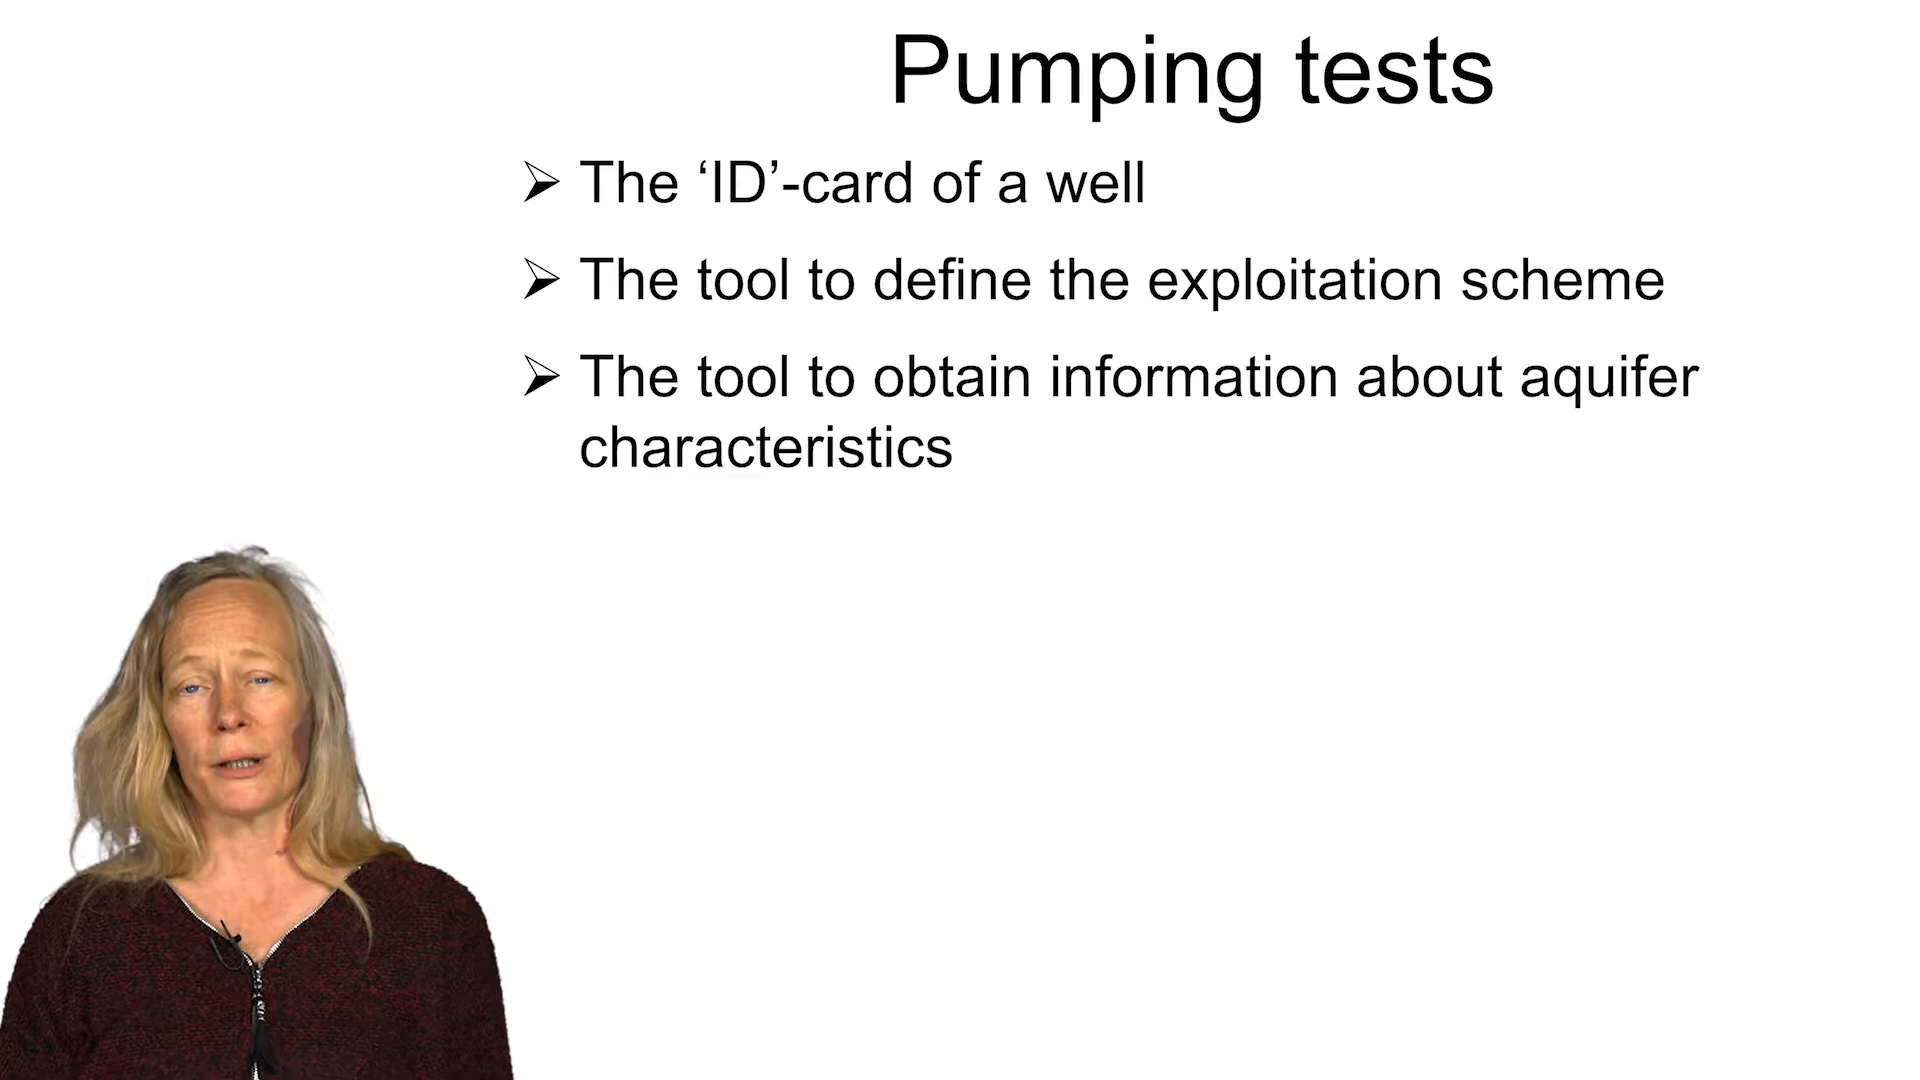 Pumping tests
➢ The ‘ID’-card of a well
➢ The tool to define the exploitation scheme
➢ The tool to obtain information about aquifer
characteristics